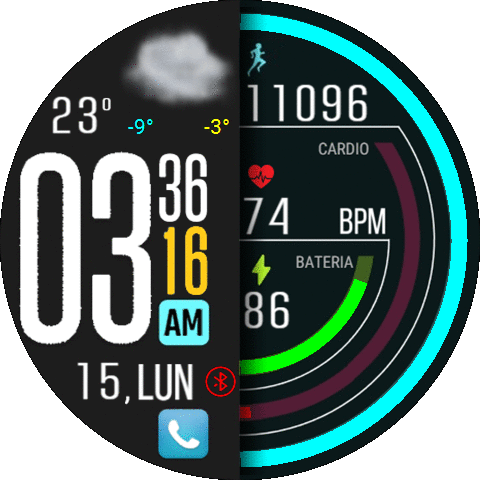 23°
-9° -3°
03 36
16
AM
15, LUN
11096
CARDIO
74 BPM
BATERIA
86